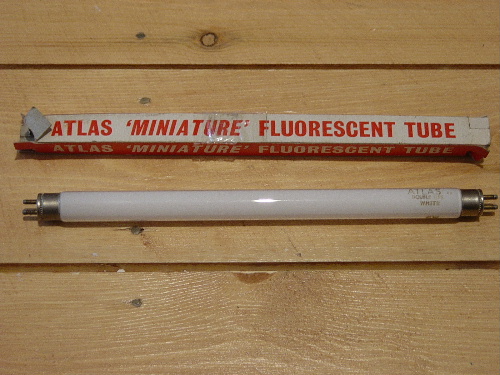 ATLAS 'MINIATURE' FLUORESCENT TUBE
ATLAS 'MINIATURE' FLUORESCENT TUBE
ATLAS
WHITE